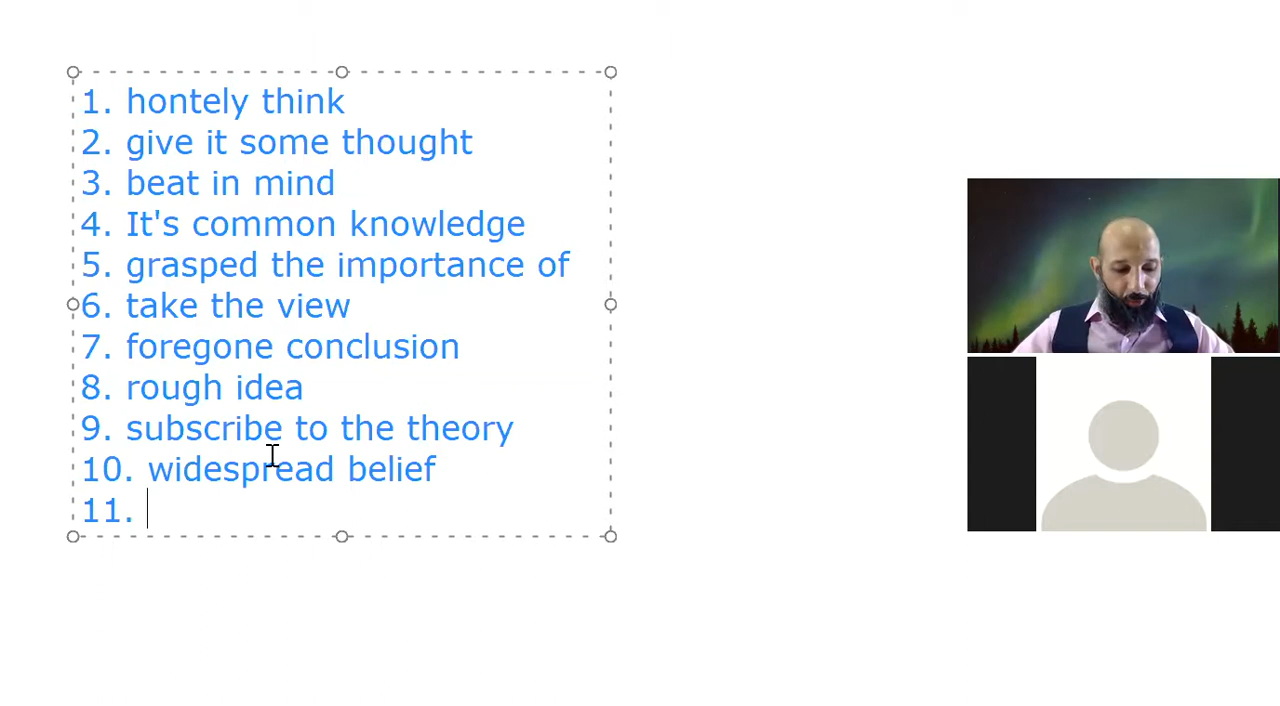 1. hontely think
2. give it some thought
3. beat in mind
4. It's common knowledge
5. grasped the importance of
6. take the view
7. foregone conclusion
8. rough idea
9. subscribe to the theory
10. widespread belief
11.